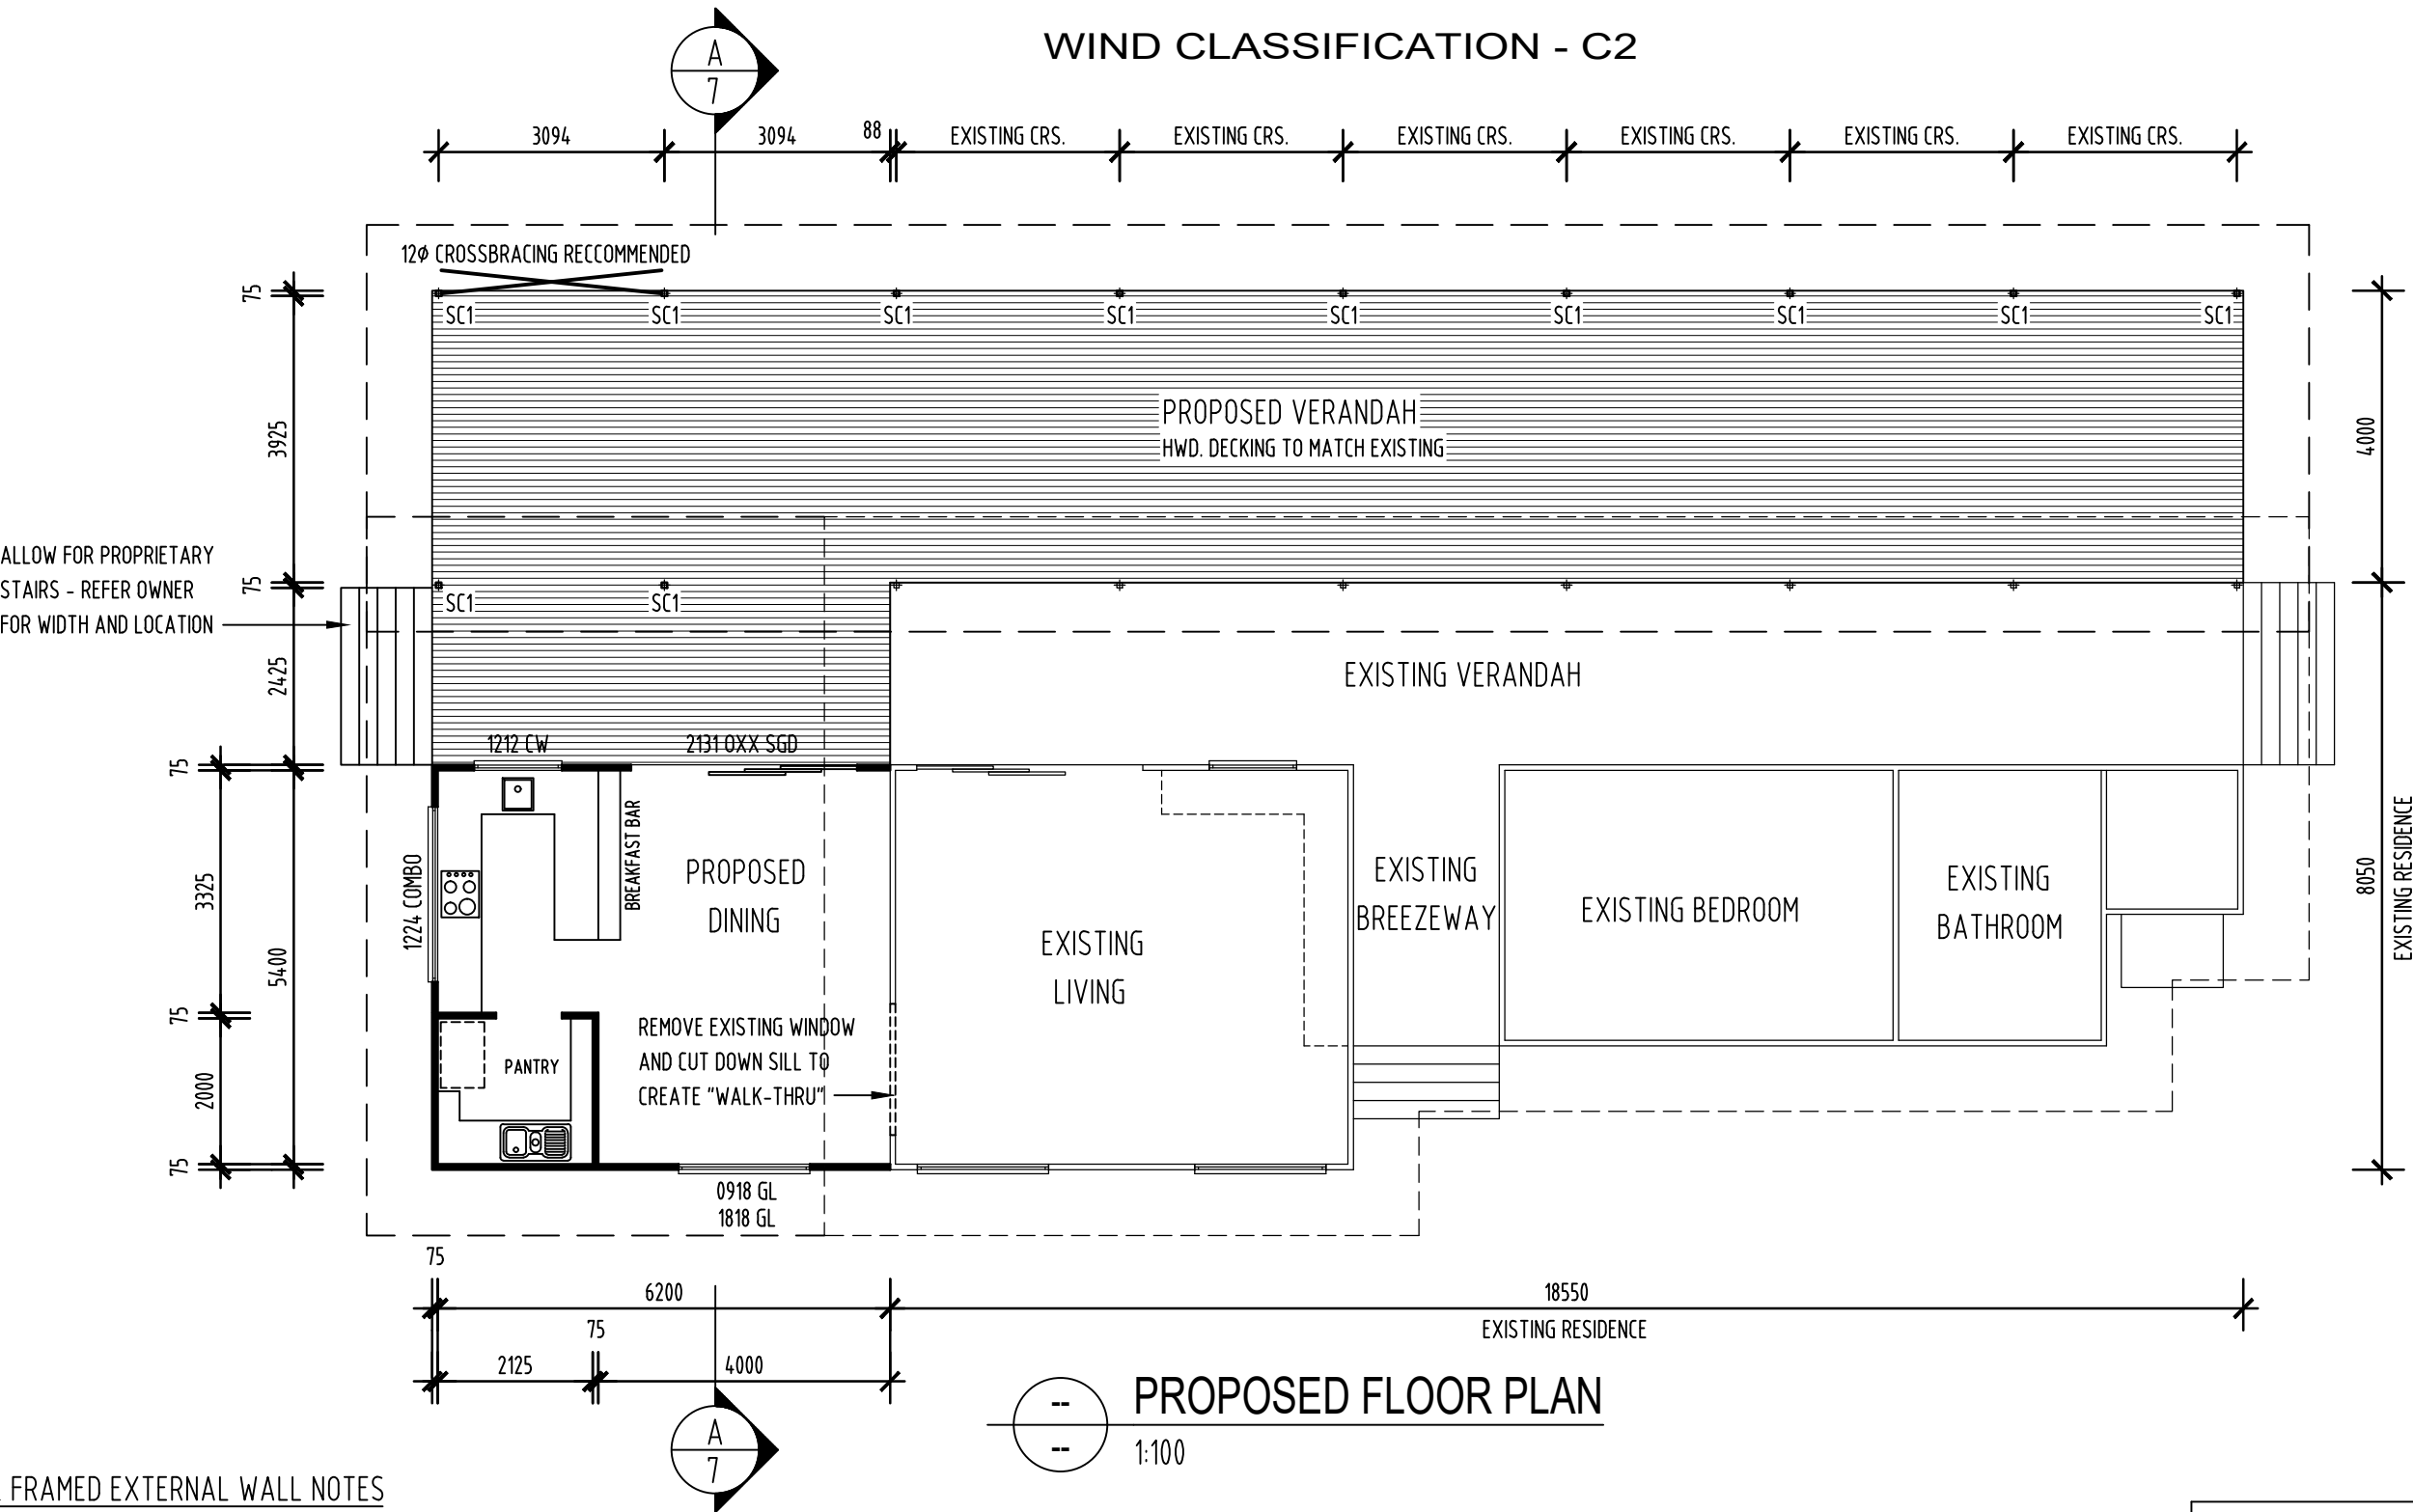 WIND CLASSIFICATION - C2
A
7
3094
3094
88
EXISTING CRS.
EXISTING CRS.
EXISTING CRS.
EXISTING CRS.
EXISTING CRS.
EXISTING CRS.
12ø CROSSBRACING RECCOMMENDED
75
SC1
SC1
SC1
SC1
SC1
SC1
SC1
SC1
SC1
PROPOSED VERANDAH
HWD. DECKING TO MATCH EXISTING
3925
4000
ALLOW FOR PROPRIETARY
STAIRS - REFER OWNER
FOR WIDTH AND LOCATION
75
SC1
SC1
2425
EXISTING VERANDAH
1212 CW
2131 OXX SGD
75
BREAKFAST BAR
1224 COMBO
3325
5400
PROPOSED
DINING
EXISTING
LIVING
EXISTING
BREEZEWAY
EXISTING BEDROOM
EXISTING
BATHROOM
8050
EXISTING RESIDENCE
75
REMOVE EXISTING WINDOW
AND CUT DOWN SILL TO
CREATE "WALK-THRU"
PANTRY
2000
75
0918 GL
1818 GL
75
6200
18550
EXISTING RESIDENCE
75
2125
4000
A
7
--
--
PROPOSED FLOOR PLAN
1:100
FRAMED EXTERNAL WALL NOTES